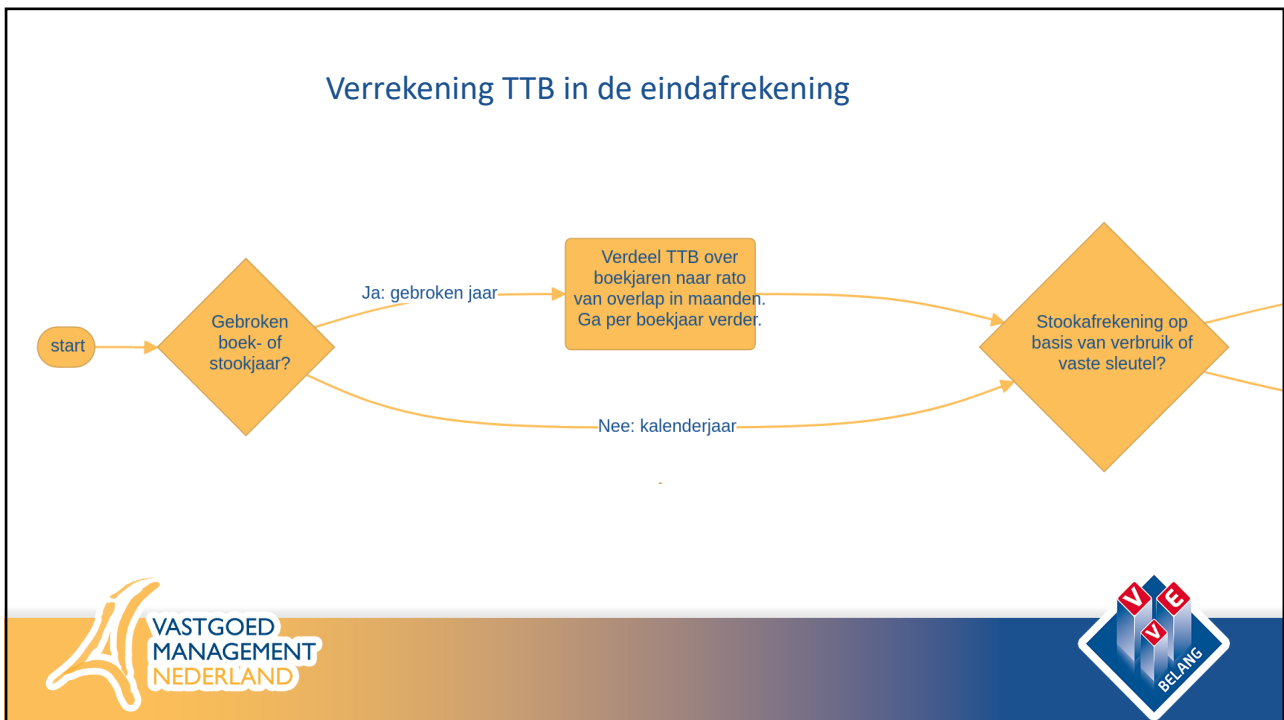 Verrekening TTB in de eindafrekening
start
Gebroken
boek- of
stookjaar?
Ja: gebroken jaar
Verdeel TTB over
boekjaren naar rato
van overlap in maanden.
Ga per boekjaar verder.
Nee: kalenderjaar
Stookafrekening op
basis van verbruik of
vaste sleutel?
VASTGOED
MANAGEMENT
NEDERLAND
V V E
BELANG